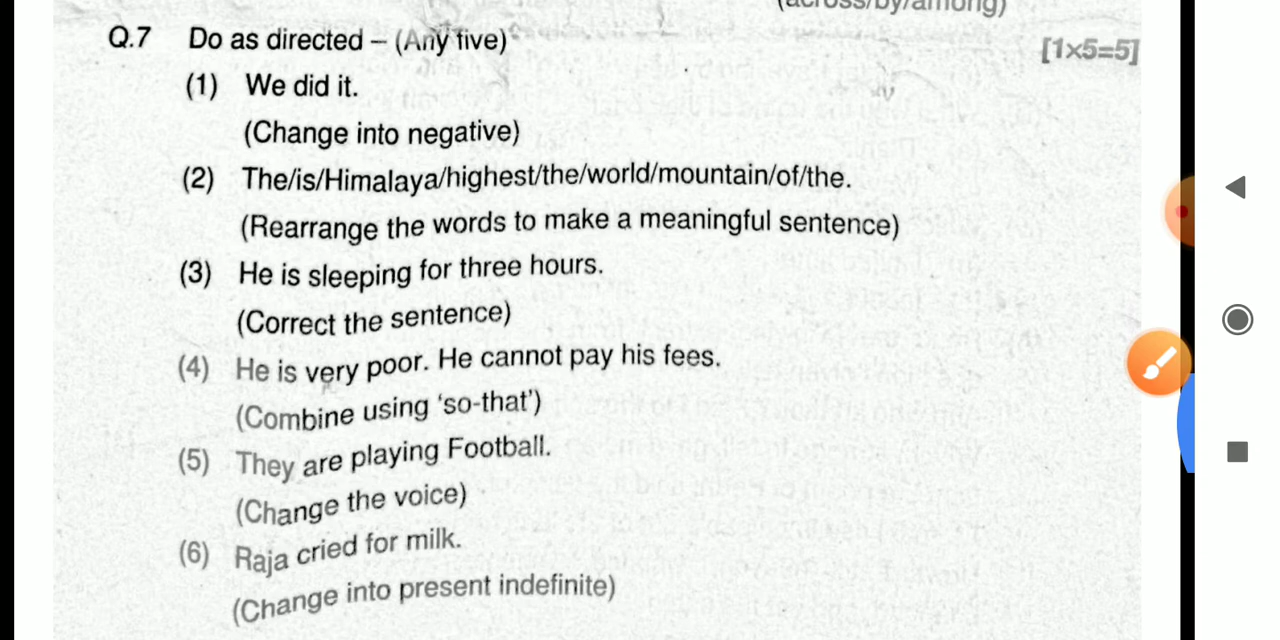 (across/by/among)
Q.7 Do as directed – (Any five) [1×5=5]
(1) We did it.
(Change into negative)
(2) The/is/Himalaya/highest/the/world/mountain/of/the.
(Rearrange the words to make a meaningful sentence)
(3) He is sleeping for three hours.
(Correct the sentence)
(4) He is very poor. He cannot pay his fees.
(Combine using ‘so-that’)
(5) They are playing Football.
(Change the voice)
(6) Raja cried for milk.
(Change into present indefinite)